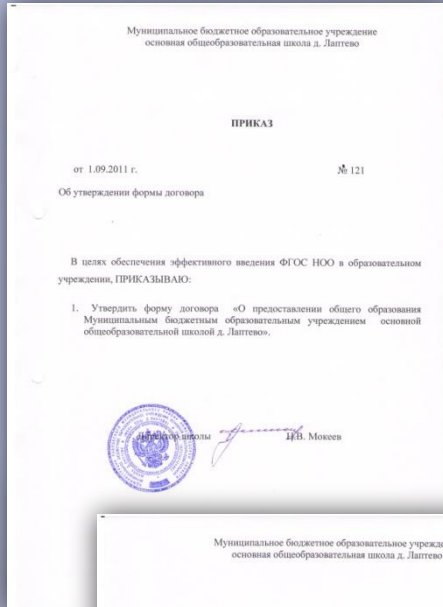 Муниципальное бюджетное образовательное учреждение
основная общеобразовательная школа д. Лаптево
ПРИКАЗ
от 1.09.2011 г. № 121
Об утверждении формы договора
В целях обеспечения эффективного введения ФГОС НОО в образовательном
учреждении, ПРИКАЗЫВАЮ:
1. Утвердить форму договора «О предоставлении общего образования
Муниципальным бюджетным образовательным учреждением основной
общеобразовательной школой д. Лаптево».
Директор школы Мокеев
Муниципальное бюджетное образовательное учрежде
основная общеобразовательная школа д. Лаптево